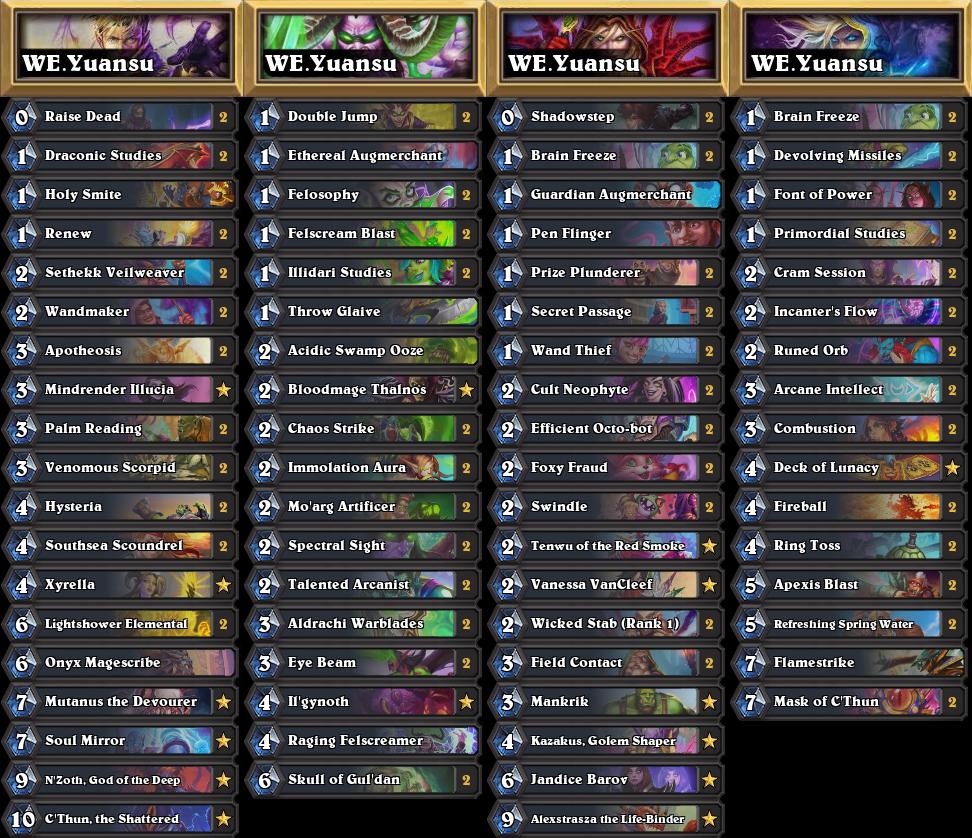 WE.Yuansu
0 Raise Dead 2
1 Draconic Studies 2
1 Holy Smite 2
1 Renew 2
2 Sethekk Veilweaver 2
2 Wandmaker 2
3 Apotheosis 2
3 Mindrender Illucia
3 Palm Reading 2
3 Venomous Scorpid 2
4 Hysteria 2
4 Southsea Scoundrel 2
4 Xyrella
6 Lightshower Elemental 2
6 Onyx Magescribe
7 Mutanus the Devourer
7 Soul Mirror
9 N'Zoth, God of the Deep
10 C'Thun, the Shattered
WE.Yuansu
1 Double Jump 2
1 Ethereal Augmerchant
1 Felosophy 2
1 Felscream Blast 2
1 Illidari Studies 2
1 Throw Glaive
2 Acidic Swamp Ooze
2 Bloodmage Thalnos
2 Chaos Strike 2
2 Immolation Aura 2
2 Mo'arg Artificer 2
2 Spectral Sight 2
2 Talented Arcanist 2
3 Aldrachi Warblades 2
3 Eye Beam 2
4 Il'gynoth
4 Raging Felscreamer
6 Skull of Gul'dan 2
WE.Yuansu
0 Shadowstep 2
1 Brain Freeze 2
1 Guardian Augmerchant
1 Pen Flinger
1 Prize Plunderer 2
1 Secret Passage 2
1 Wand Thief 2
2 Cult Neophyte 2
2 Efficient Octo-bot 2
2 Foxy Fraud 2
2 Swindle 2
2 Tenwu of the Red Smoke
2 Vanessa VanCleef
2 Wicked Stab (Rank 1) 2
3 Field Contact 2
3 Mankrik
4 Kazakus, Golem Shaper
6 Jandice Barov
9 Alexstrasza the Life-Binder
WE.Yuansu
1 Brain Freeze 2
1 Devolving Missiles 2
1 Font of Power 2
1 Primordial Studies 2
2 Cram Session 2
2 Incanter's Flow 2
2 Runed Orb 2
3 Arcane Intellect 2
3 Combustion 2
4 Deck of Lunacy
4 Fireball 2
4 Ring Toss 2
5 Apexis Blast 2
5 Refreshing Spring Water 2
7 Flamestrike
7 Mask of C'Thun 2